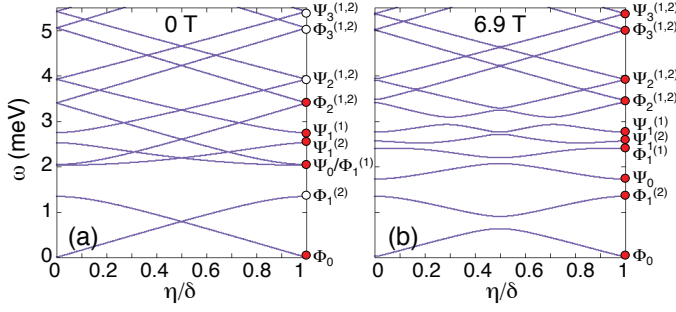 0 T
ω (meV)
5
4
3
2
1
0
Ψ₃⁽¹,²⁾
Φ₃⁽¹,²⁾
Ψ₂⁽¹,²⁾
Φ₂⁽¹,²⁾
Ψ₁⁽¹⁾
Ψ₁⁽²⁾
Ψ₀/Φ₁⁽¹⁾
Φ₁⁽²⁾
Φ₀
(a)
0 0.2 0.4 0.6 0.8 1
η/δ
6.9 T
Ψ₃⁽¹,²⁾
Φ₃⁽¹,²⁾
Ψ₂⁽¹,²⁾
Φ₂⁽¹,²⁾
Ψ₁⁽¹⁾
Ψ₁⁽²⁾
Φ₁⁽¹⁾
Ψ₀
Φ₁⁽²⁾
Φ₀
(b)
0 0.2 0.4 0.6 0.8 1
η/δ